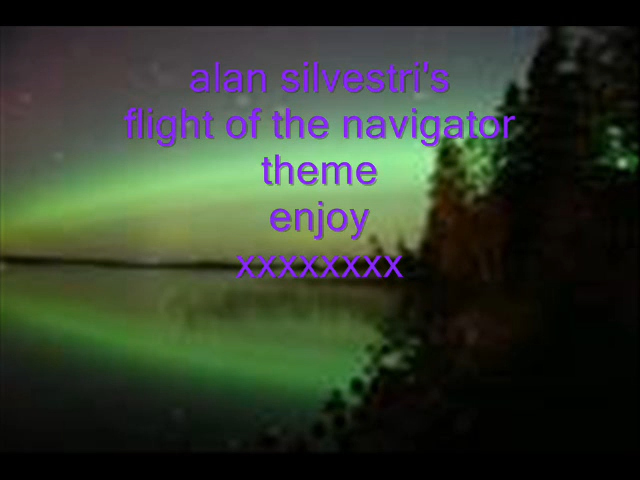 alan silvestri's
flight of the navigator
theme
enjoy
xxxxxxxx